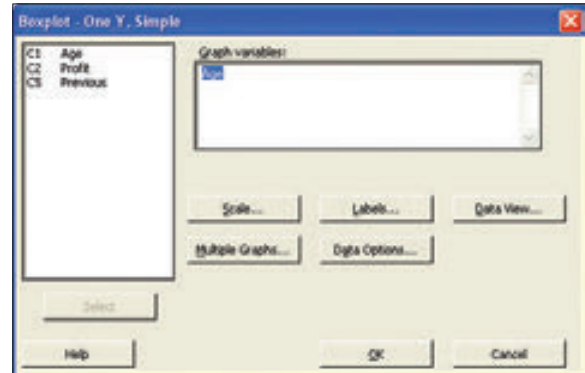 Boxplot - One Y, Simple
C1 Age
C2 Profit
C5 Previous
Graph variables:
Age
Scale...
Labels...
Data View...
Multiple Graphs...
Data Options...
Select
Help
OK
Cancel